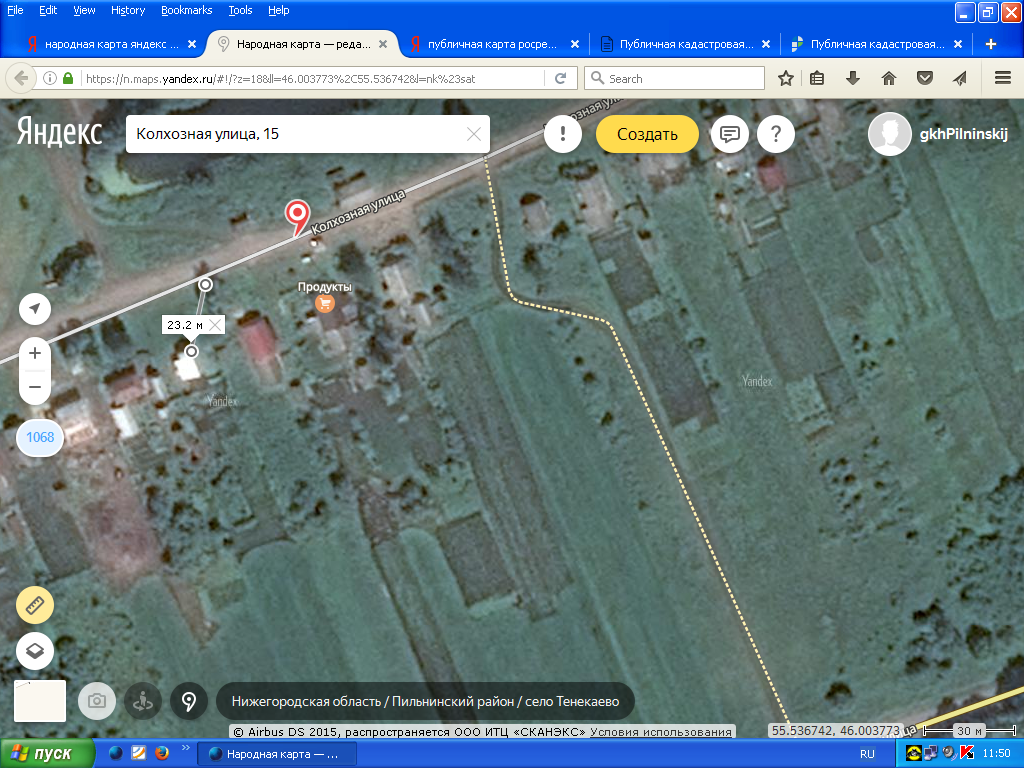 File Edit View History Bookmarks Tools Help
народная карта яндекс ...
Народная карта — реда...
публичная карта росре...
Публичная кадастровая...
Публичная кадастровая...
https://n.maps.yandex.ru/#!/?z=18&ll=46.003773%2C55.536742&l=nk%23sat
Search
Яндекс
Колхозная улица, 15
!
Создать
?
gkhPilninskij
Колхозная улица
Колхозная улица
Продукты
23.2 м
Yandex
Yandex
+
−
1068
Нижегородская область / Пильнинский район / село Тенекаево
© Airbus DS 2015, распространяется ООО ИТЦ «СКАНЭКС» Условия использования
55.536742, 46.003773
30 м
пуск
Народная карта — ...
RU
11:50